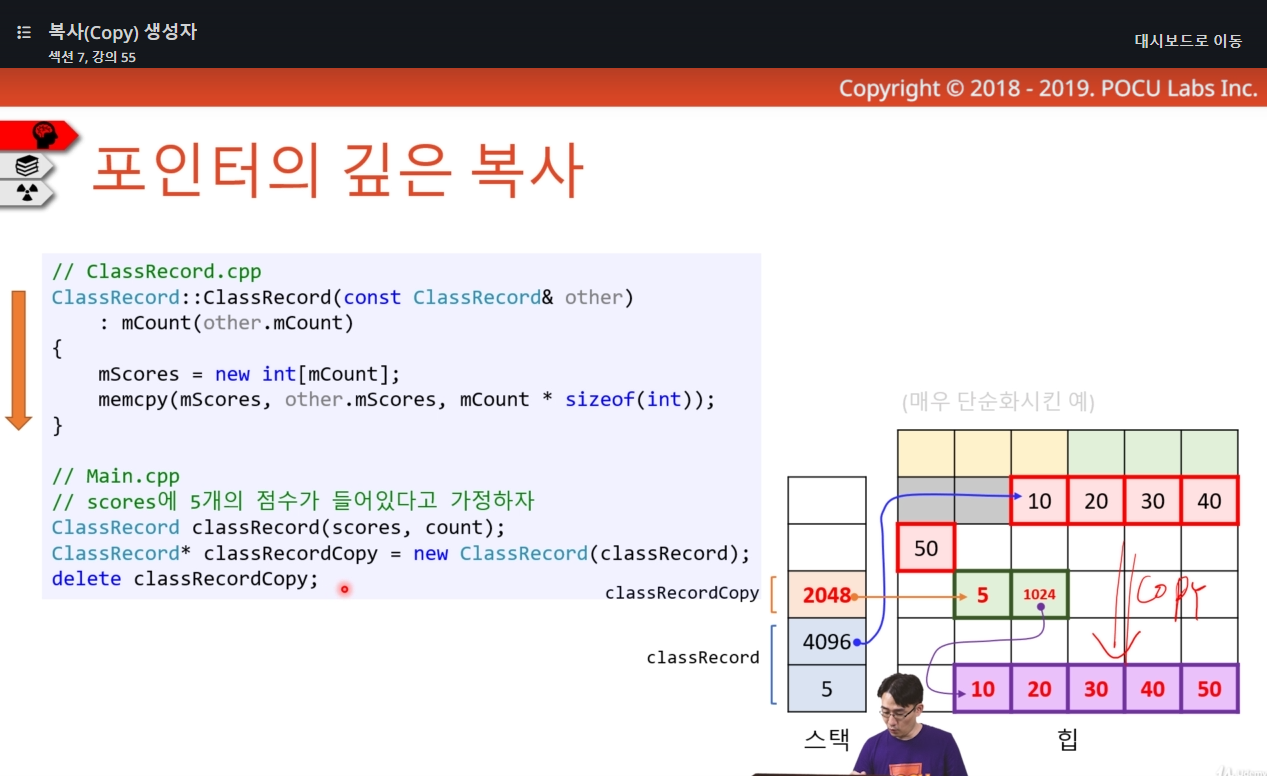 복사(Copy) 생성자
섹션 7, 강의 55
대시보드로 이동
Copyright © 2018 - 2019. POCU Labs Inc.
포인터의 깊은 복사
// ClassRecord.cpp
ClassRecord::ClassRecord(const ClassRecord& other)
: mCount(other.mCount)
{
mScores = new int[mCount];
memcpy(mScores, other.mScores, mCount * sizeof(int));
}
// Main.cpp
// scores에 5개의 점수가 들어있다고 가정하자
ClassRecord classRecord(scores, count);
ClassRecord* classRecordCopy = new ClassRecord(classRecord);
delete classRecordCopy;
(매우 단순화시킨 예)
10 20 30 40
50
classRecordCopy 2048 5 1024
Copy
4096
classRecord
5
10 20 30 40 50
스택
힙